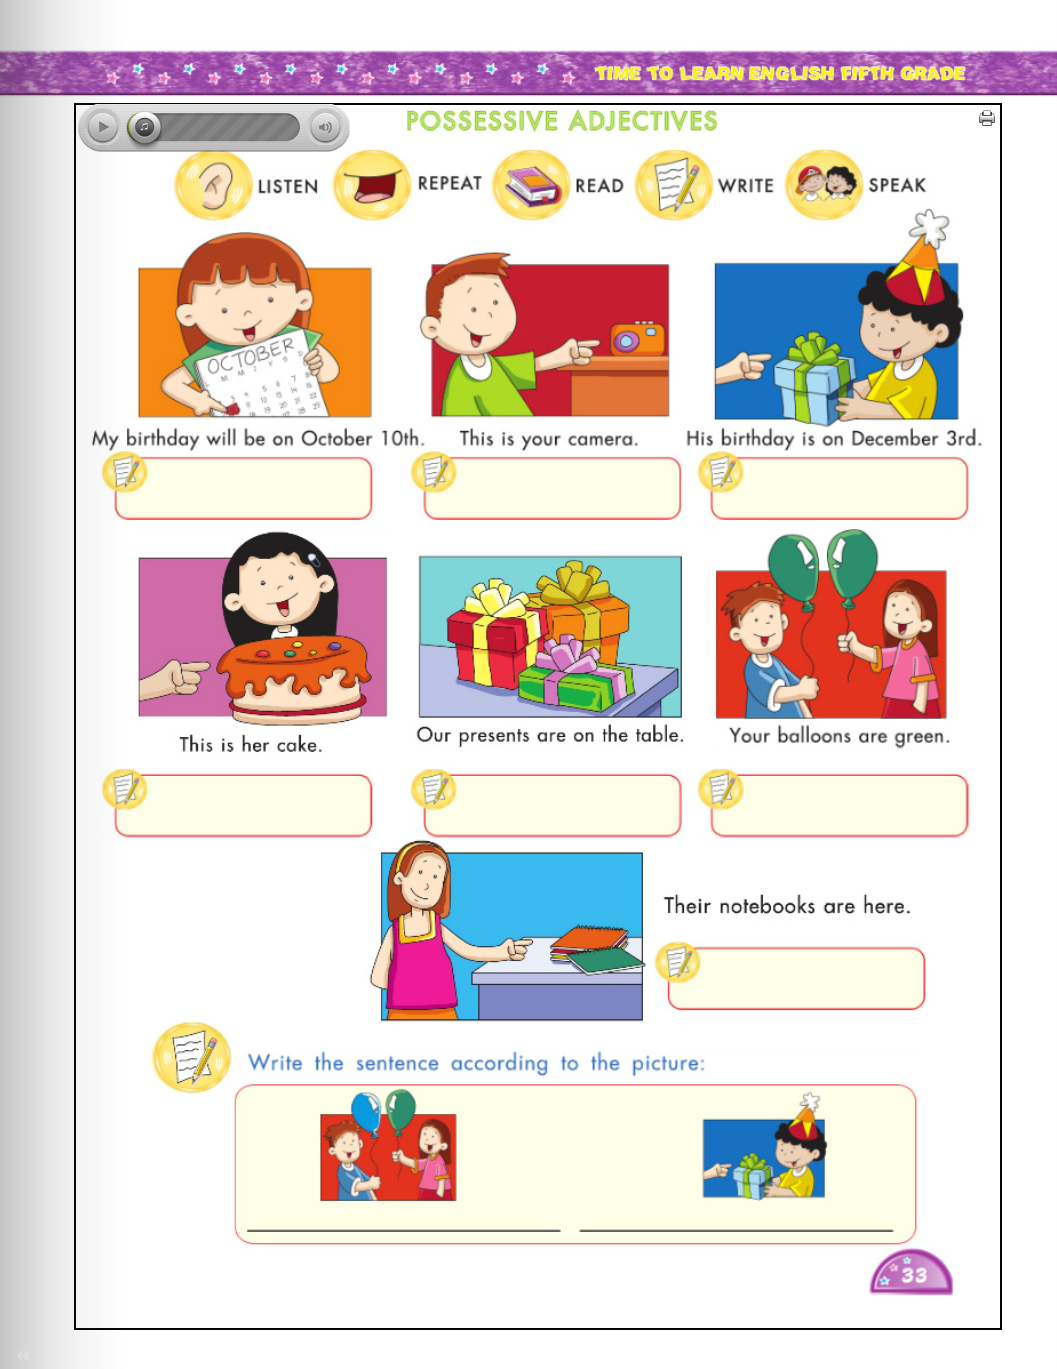 TIME TO LEARN ENGLISH FIFTH GRADE
POSSESSIVE ADJECTIVES
LISTEN
REPEAT
READ
WRITE
SPEAK
OCTOBER
My birthday will be on October 10th.
This is your camera.
His birthday is on December 3rd.
This is her cake.
Our presents are on the table.
Your balloons are green.
Their notebooks are here.
Write the sentence according to the picture:
33